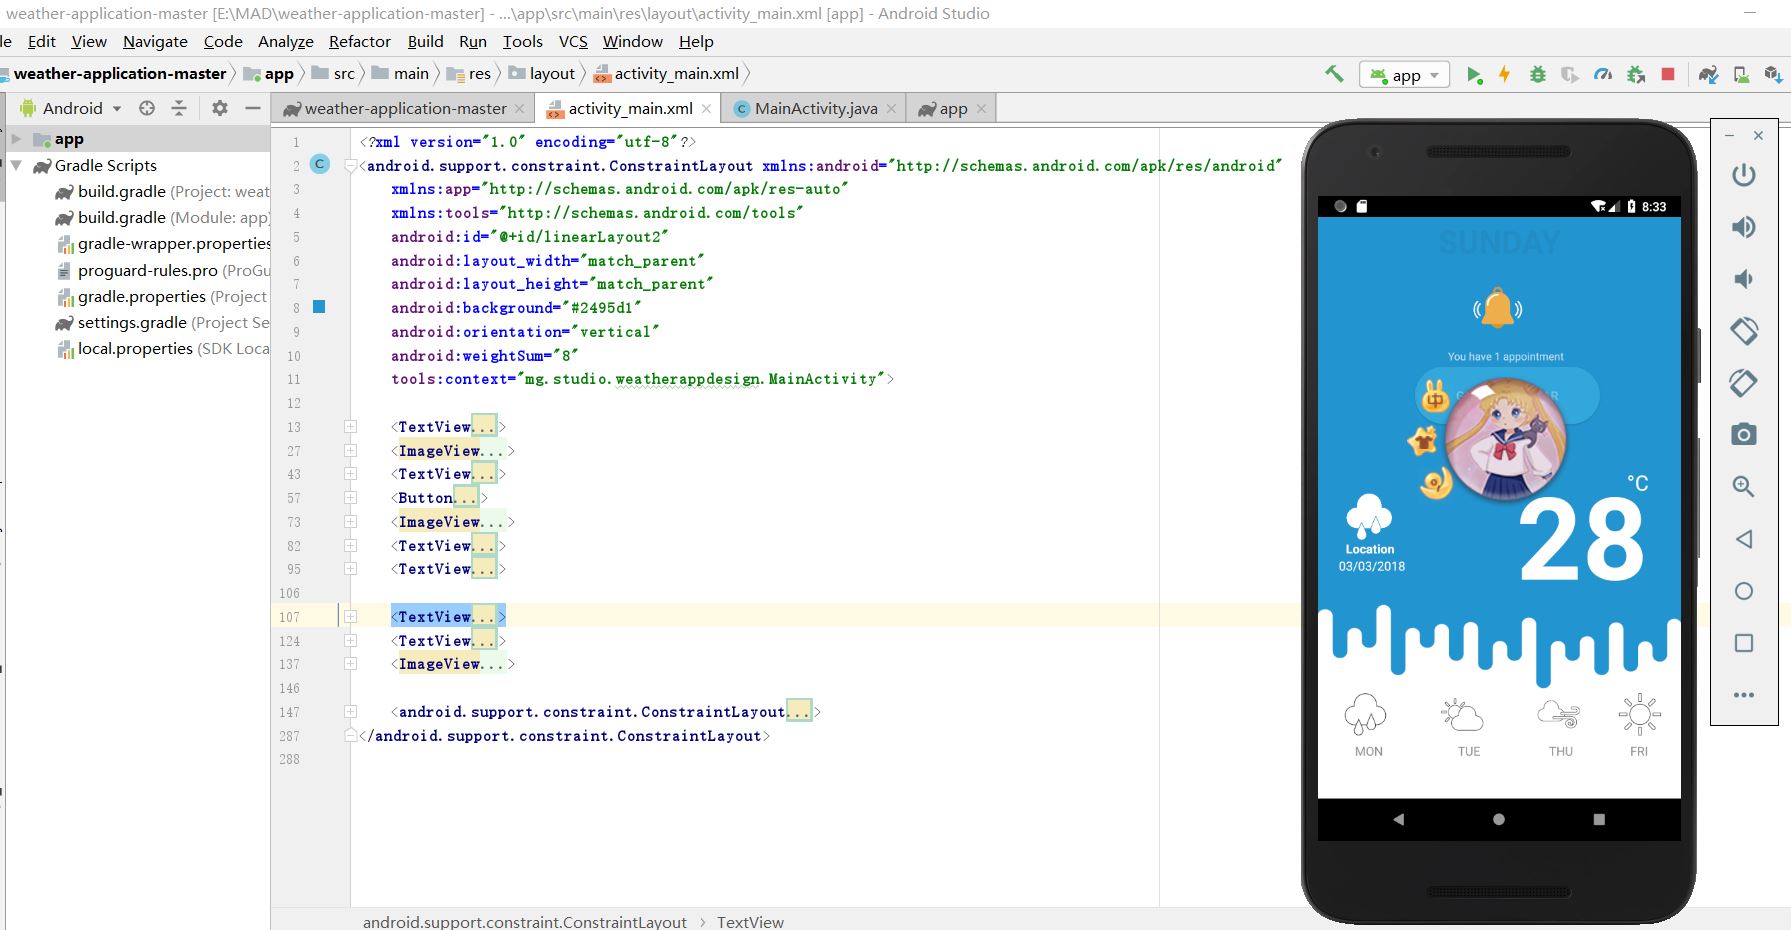 weather-application-master [E:\MAD\weather-application-master] - ...\app\src\main\res\layout\activity_main.xml [app] - Android Studio
le Edit View Navigate Code Analyze Refactor Build Run Tools VCS Window Help
weather-application-master app src main res layout activity_main.xml
app
Android
weather-application-master activity_main.xml MainActivity.java app
app
Gradle Scripts
build.gradle (Project: weat
build.gradle (Module: app)
gradle-wrapper.properties
proguard-rules.pro (ProGu
gradle.properties (Project
settings.gradle (Project Se
local.properties (SDK Loca
1 <?xml version="1.0" encoding="utf-8"?>
2 <android.support.constraint.ConstraintLayout xmlns:android="http://schemas.android.com/apk/res/android"
3 xmlns:app="http://schemas.android.com/apk/res-auto"
4 xmlns:tools="http://schemas.android.com/tools"
5 android:id="@+id/linearLayout2"
6 android:layout_width="match_parent"
7 android:layout_height="match_parent"
8 android:background="#2495d1"
9 android:orientation="vertical"
10 android:weightSum="8"
11 tools:context="mg.studio.weatherappdesign.MainActivity">
12
13 <TextView...>
27 <ImageView...>
43 <TextView...>
57 <Button...>
73 <ImageView...>
82 <TextView...>
95 <TextView...>
106
107 <TextView...>
124 <TextView...>
137 <ImageView...>
146
147 <android.support.constraint.ConstraintLayout...>
287 </android.support.constraint.ConstraintLayout>
288
android.support.constraint.ConstraintLayout › TextView
8:33
SUNDAY
You have 1 appointment
中
°C
28
Location
03/03/2018
MON TUE THU FRI